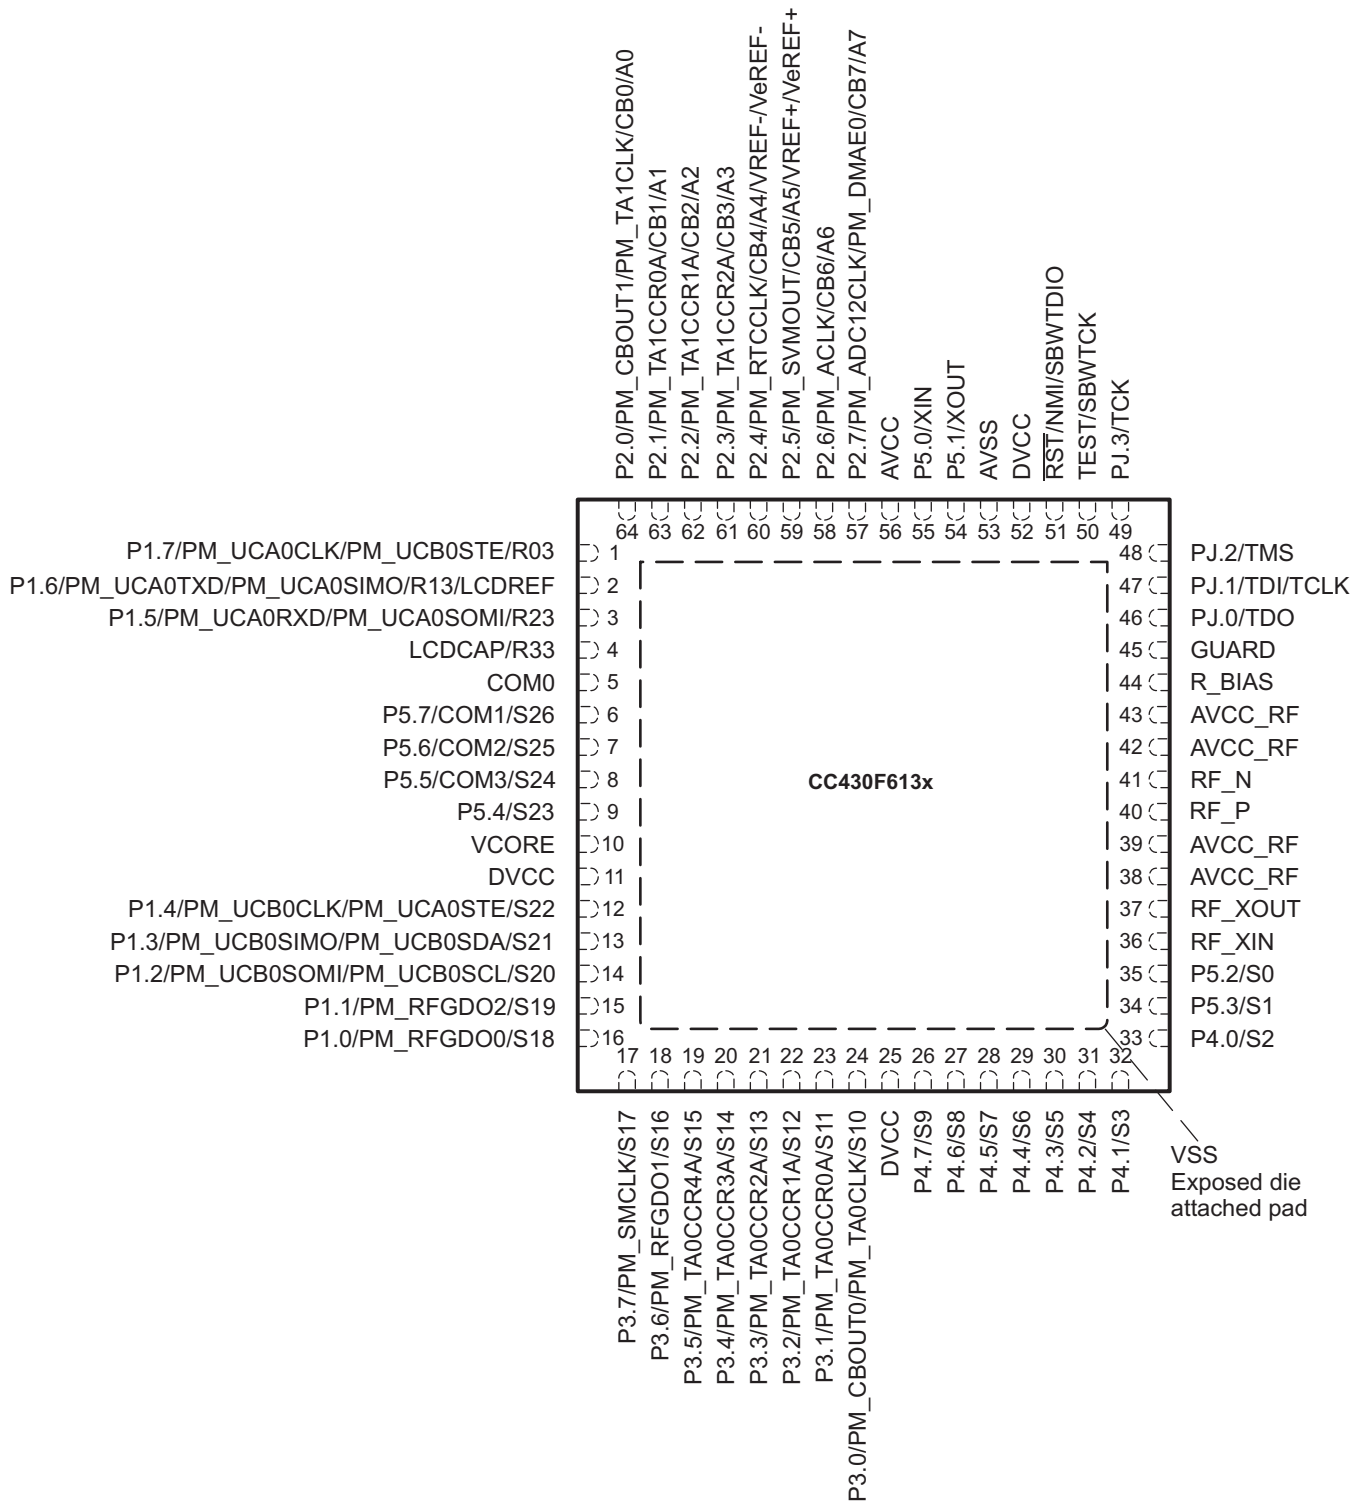 P2.0/PM_CBOUT1/PM_TA1CLK/CB0/A0
P2.1/PM_TA1CCR0A/CB1/A1
P2.2/PM_TA1CCR1A/CB2/A2
P2.3/PM_TA1CCR2A/CB3/A3
P2.4/PM_RTCCLK/CB4/A4/VREF-/VeREF-
P2.5/PM_SVMOUT/CB5/A5/VREF+/VeREF+
P2.6/PM_ACLK/CB6/A6
P2.7/PM_ADC12CLK/PM_DMAE0/CB7/A7
AVCC
P5.0/XIN
P5.1/XOUT
AVSS
DVCC
RST/NMI/SBWTDIO
TEST/SBWTCK
PJ.3/TCK
64 63 62 61 60 59 58 57 56 55 54 53 52 51 50 49
P1.7/PM_UCA0CLK/PM_UCB0STE/R03 1
P1.6/PM_UCA0TXD/PM_UCA0SIMO/R13/LCDREF 2
P1.5/PM_UCA0RXD/PM_UCA0SOMI/R23 3
LCDCAP/R33 4
COM0 5
P5.7/COM1/S26 6
P5.6/COM2/S25 7
P5.5/COM3/S24 8
P5.4/S23 9
VCORE 10
DVCC 11
P1.4/PM_UCB0CLK/PM_UCA0STE/S22 12
P1.3/PM_UCB0SIMO/PM_UCB0SDA/S21 13
P1.2/PM_UCB0SOMI/PM_UCB0SCL/S20 14
P1.1/PM_RFGDO2/S19 15
P1.0/PM_RFGDO0/S18 16
CC430F613x
48 PJ.2/TMS
47 PJ.1/TDI/TCLK
46 PJ.0/TDO
45 GUARD
44 R_BIAS
43 AVCC_RF
42 AVCC_RF
41 RF_N
40 RF_P
39 AVCC_RF
38 AVCC_RF
37 RF_XOUT
36 RF_XIN
35 P5.2/S0
34 P5.3/S1
33 P4.0/S2
17 18 19 20 21 22 23 24 25 26 27 28 29 30 31 32
P3.7/PM_SMCLK/S17
P3.6/PM_RFGDO1/S16
P3.5/PM_TA0CCR4A/S15
P3.4/PM_TA0CCR3A/S14
P3.3/PM_TA0CCR2A/S13
P3.2/PM_TA0CCR1A/S12
P3.1/PM_TA0CCR0A/S11
P3.0/PM_CBOUT0/PM_TA0CLK/S10
DVCC
P4.7/S9
P4.6/S8
P4.5/S7
P4.4/S6
P4.3/S5
P4.2/S4
P4.1/S3
VSS
Exposed die
attached pad